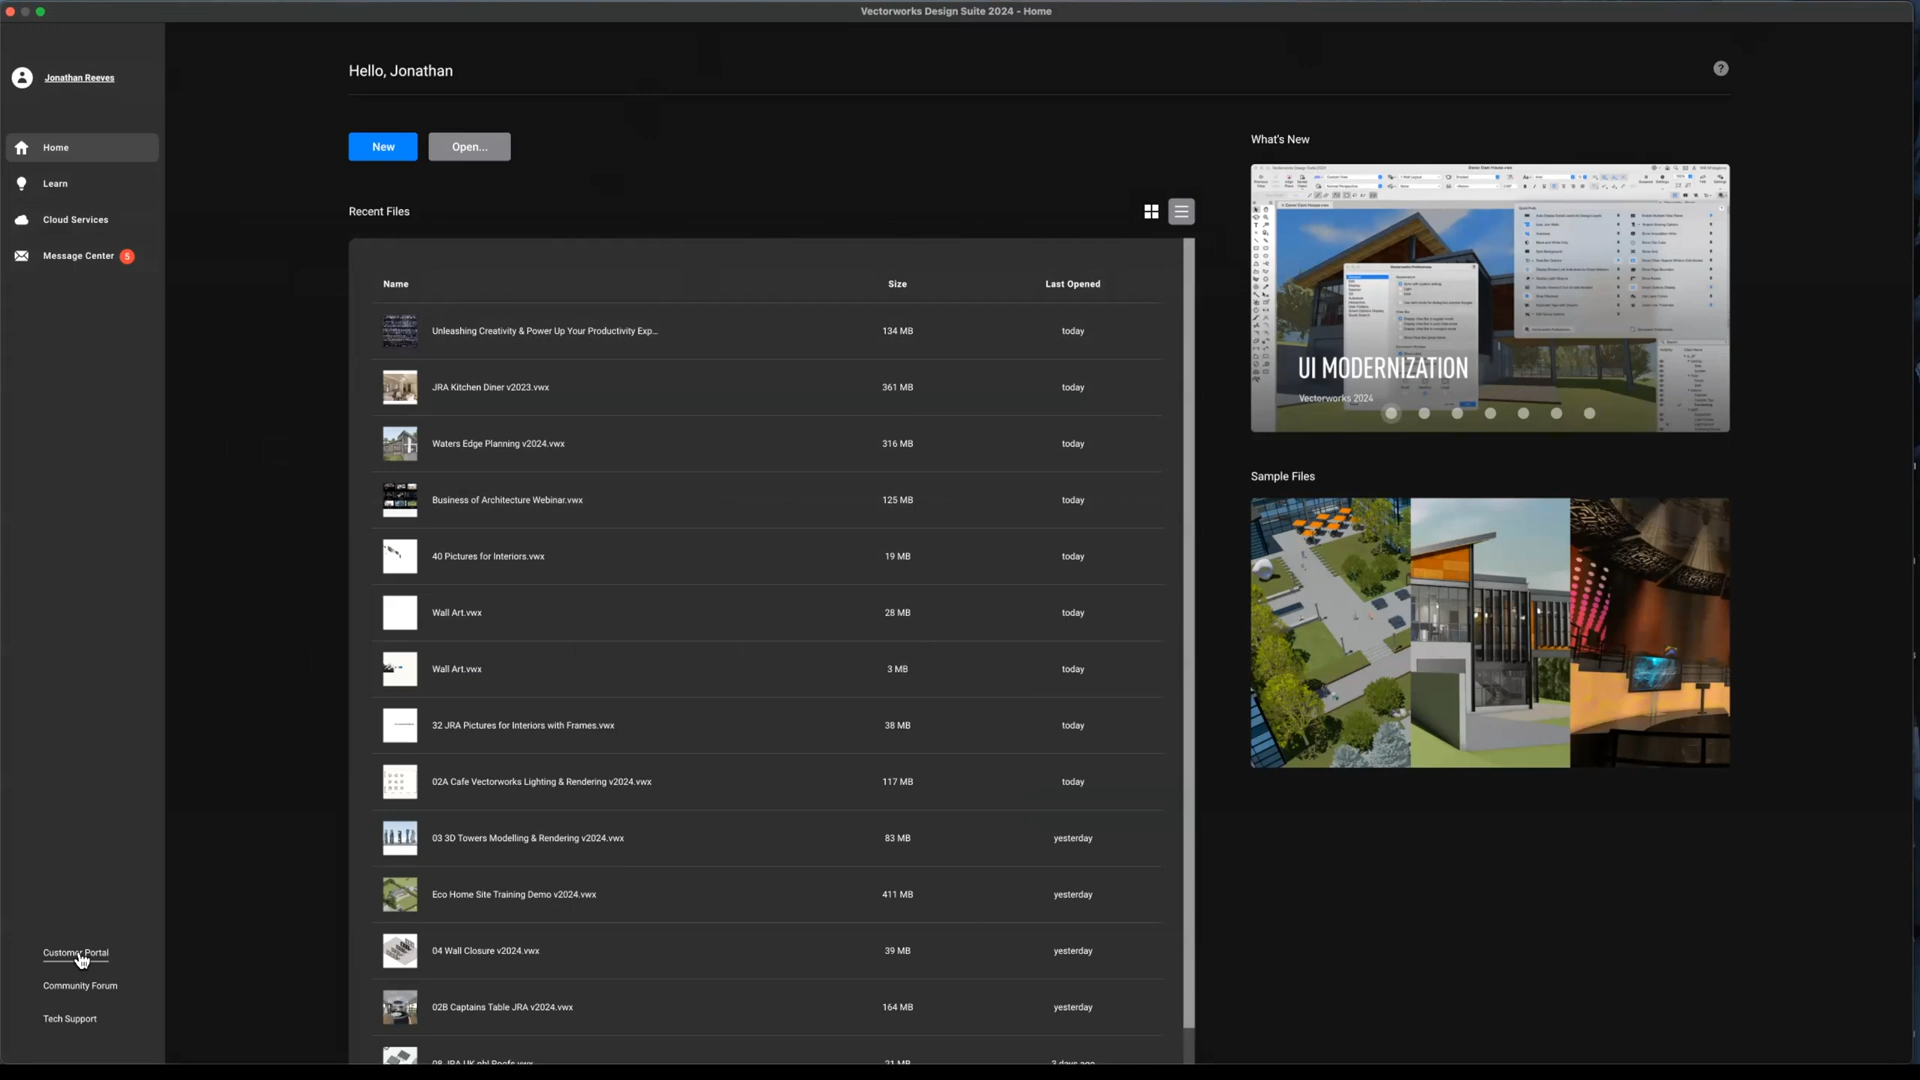 Vectorworks Design Suite 2024 - Home
Jonathan Reeves
Home
Learn
Cloud Services
Message Center 5
Customer Portal
Community Forum
Tech Support
Hello, Jonathan
?
New
Open...
Recent Files
Name Size Last Opened
Unleashing Creativity & Power Up Your Productivity Exp... 134 MB today
JRA Kitchen Diner v2023.vwx 361 MB today
Waters Edge Planning v2024.vwx 316 MB today
Business of Architecture Webinar.vwx 125 MB today
40 Pictures for Interiors.vwx 19 MB today
Wall Art.vwx 28 MB today
Wall Art.vwx 3 MB today
32 JRA Pictures for Interiors with Frames.vwx 38 MB today
02A Cafe Vectorworks Lighting & Rendering v2024.vwx 117 MB today
03 3D Towers Modelling & Rendering v2024.vwx 83 MB yesterday
Eco Home Site Training Demo v2024.vwx 411 MB yesterday
04 Wall Closure v2024.vwx 39 MB yesterday
02B Captains Table JRA v2024.vwx 164 MB yesterday
What's New
UI MODERNIZATION
Vectorworks 2024
Sample Files